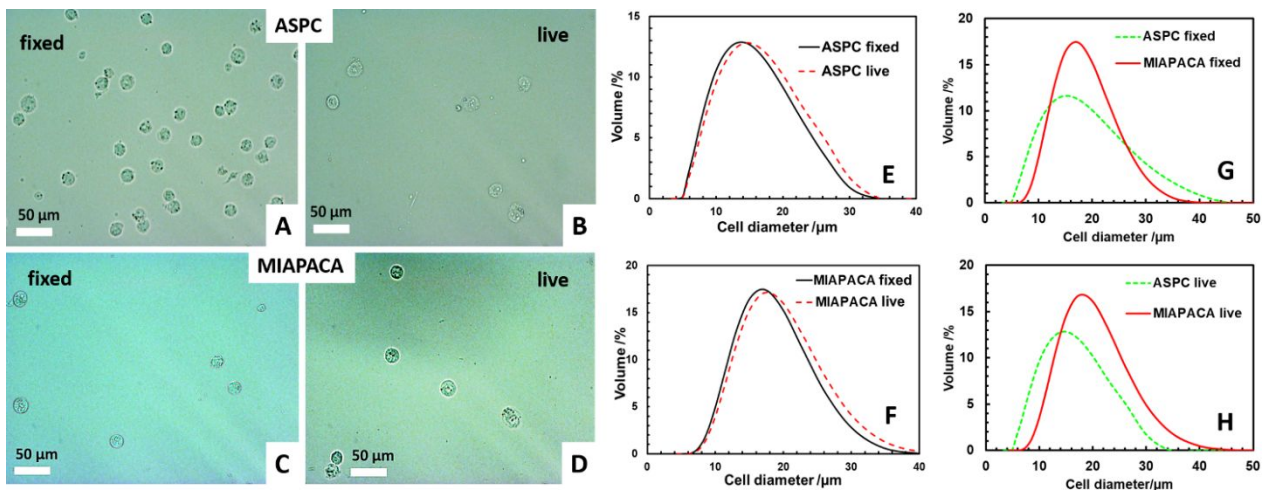 fixed
ASPC
live
50 µm
A
50 µm
B
MIAPACA
fixed
live
50 µm
C
50 µm
D
15
10
5
0
Volume /%
0
10
20
30
40
Cell diameter /µm
ASPC fixed
ASPC live
E
20
15
10
5
0
Volume /%
0
10
20
30
40
Cell diameter /µm
MIAPACA fixed
MIAPACA live
F
20
15
10
5
0
Volume /%
0
10
20
30
40
50
Cell diameter /µm
ASPC fixed
MIAPACA fixed
G
20
15
10
5
0
Volume /%
0
10
20
30
40
50
Cell diameter /µm
ASPC live
MIAPACA live
H